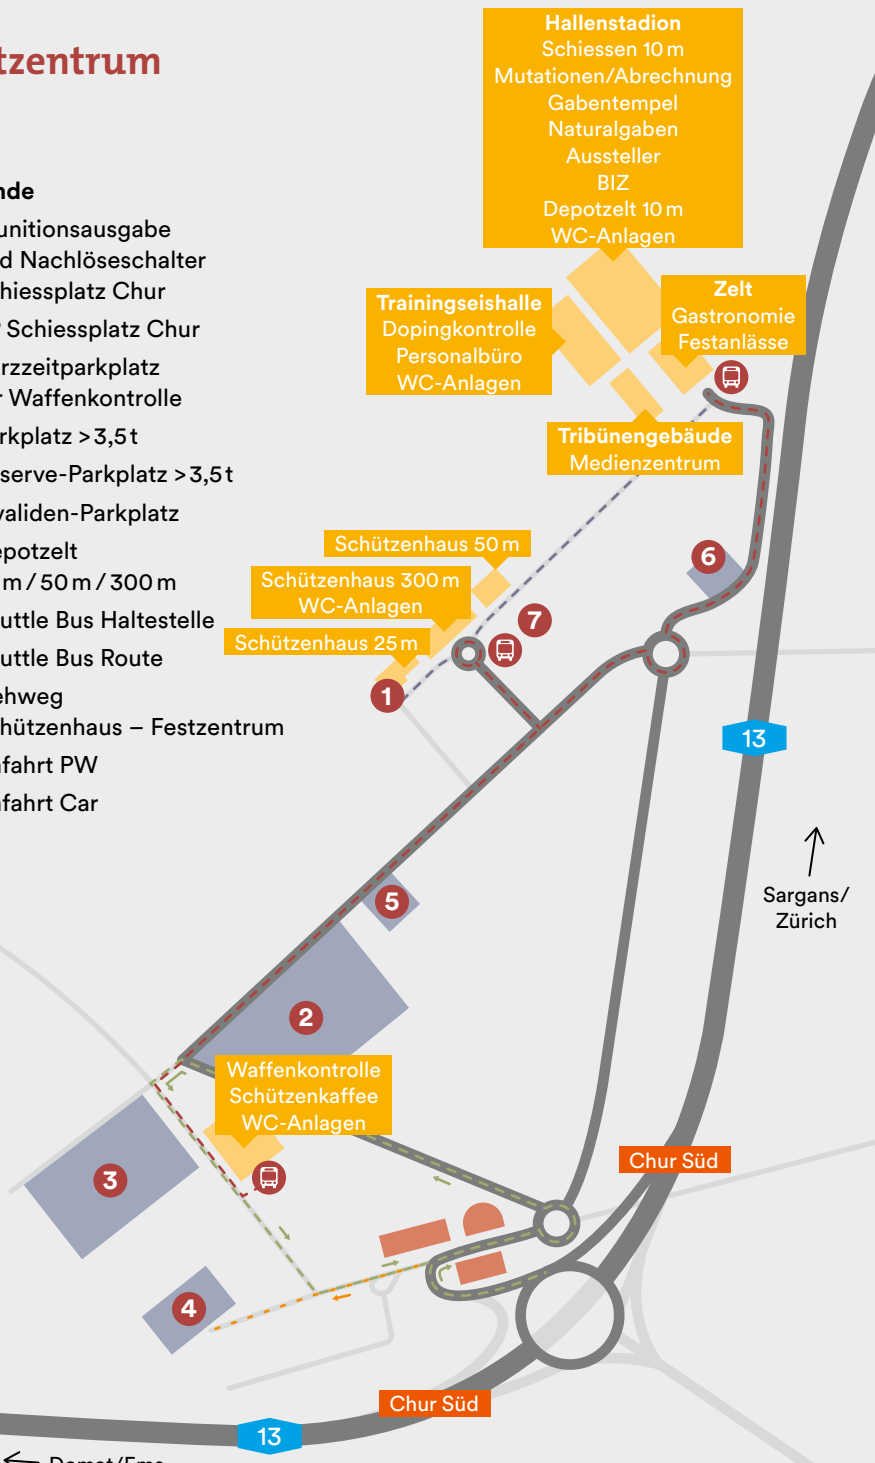 tzentrum
nde
unitionsausgabe
d Nachlöseschalter
hiessplatz Chur
Schiessplatz Chur
rzzeitparkplatz
r Waffenkontrolle
rkplatz >3,5 t
serve-Parkplatz >3,5 t
validen-Parkplatz
epotzelt
m / 50 m / 300 m
uttle Bus Haltestelle
uttle Bus Route
ehweg
hützenhaus – Festzentrum
fahrt PW
fahrt Car
Hallenstadion
Schiessen 10 m
Mutationen/Abrechnung
Gabentempel
Naturalgaben
Aussteller
BIZ
Depotzelt 10 m
WC-Anlagen
Trainingseishalle
Dopingkontrolle
Personalbüro
WC-Anlagen
Zelt
Gastronomie
Festanlässe
Tribünengebäude
Medienzentrum
Schützenhaus 50 m
Schützenhaus 300 m
WC-Anlagen
Schützenhaus 25 m
6
7
1
13
Sargans/
Zürich
5
2
Waffenkontrolle
Schützenkaffee
WC-Anlagen
3
Chur Süd
4
Chur Süd
13